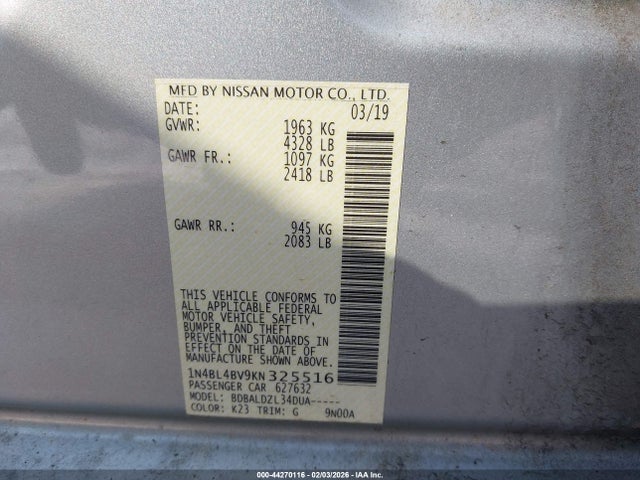 MFD BY NISSAN MOTOR CO., LTD.
DATE: 03/19
GVWR: 1963 KG
4328 LB
GAWR FR.: 1097 KG
2418 LB
GAWR RR.: 945 KG
2083 LB
THIS VEHICLE CONFORMS TO
ALL APPLICABLE FEDERAL
MOTOR VEHICLE SAFETY,
BUMPER, AND THEFT
PREVENTION STANDARDS IN
EFFECT ON THE DATE OF
MANUFACTURE SHOWN ABOVE.
1N4BL4BV9KN325516
PASSENGER CAR 627632
MODEL: BDBALDZL34DUA-----
COLOR: K23 TRIM: G 9N00A
000-44270116 - 02/03/2026 - IAA Inc.